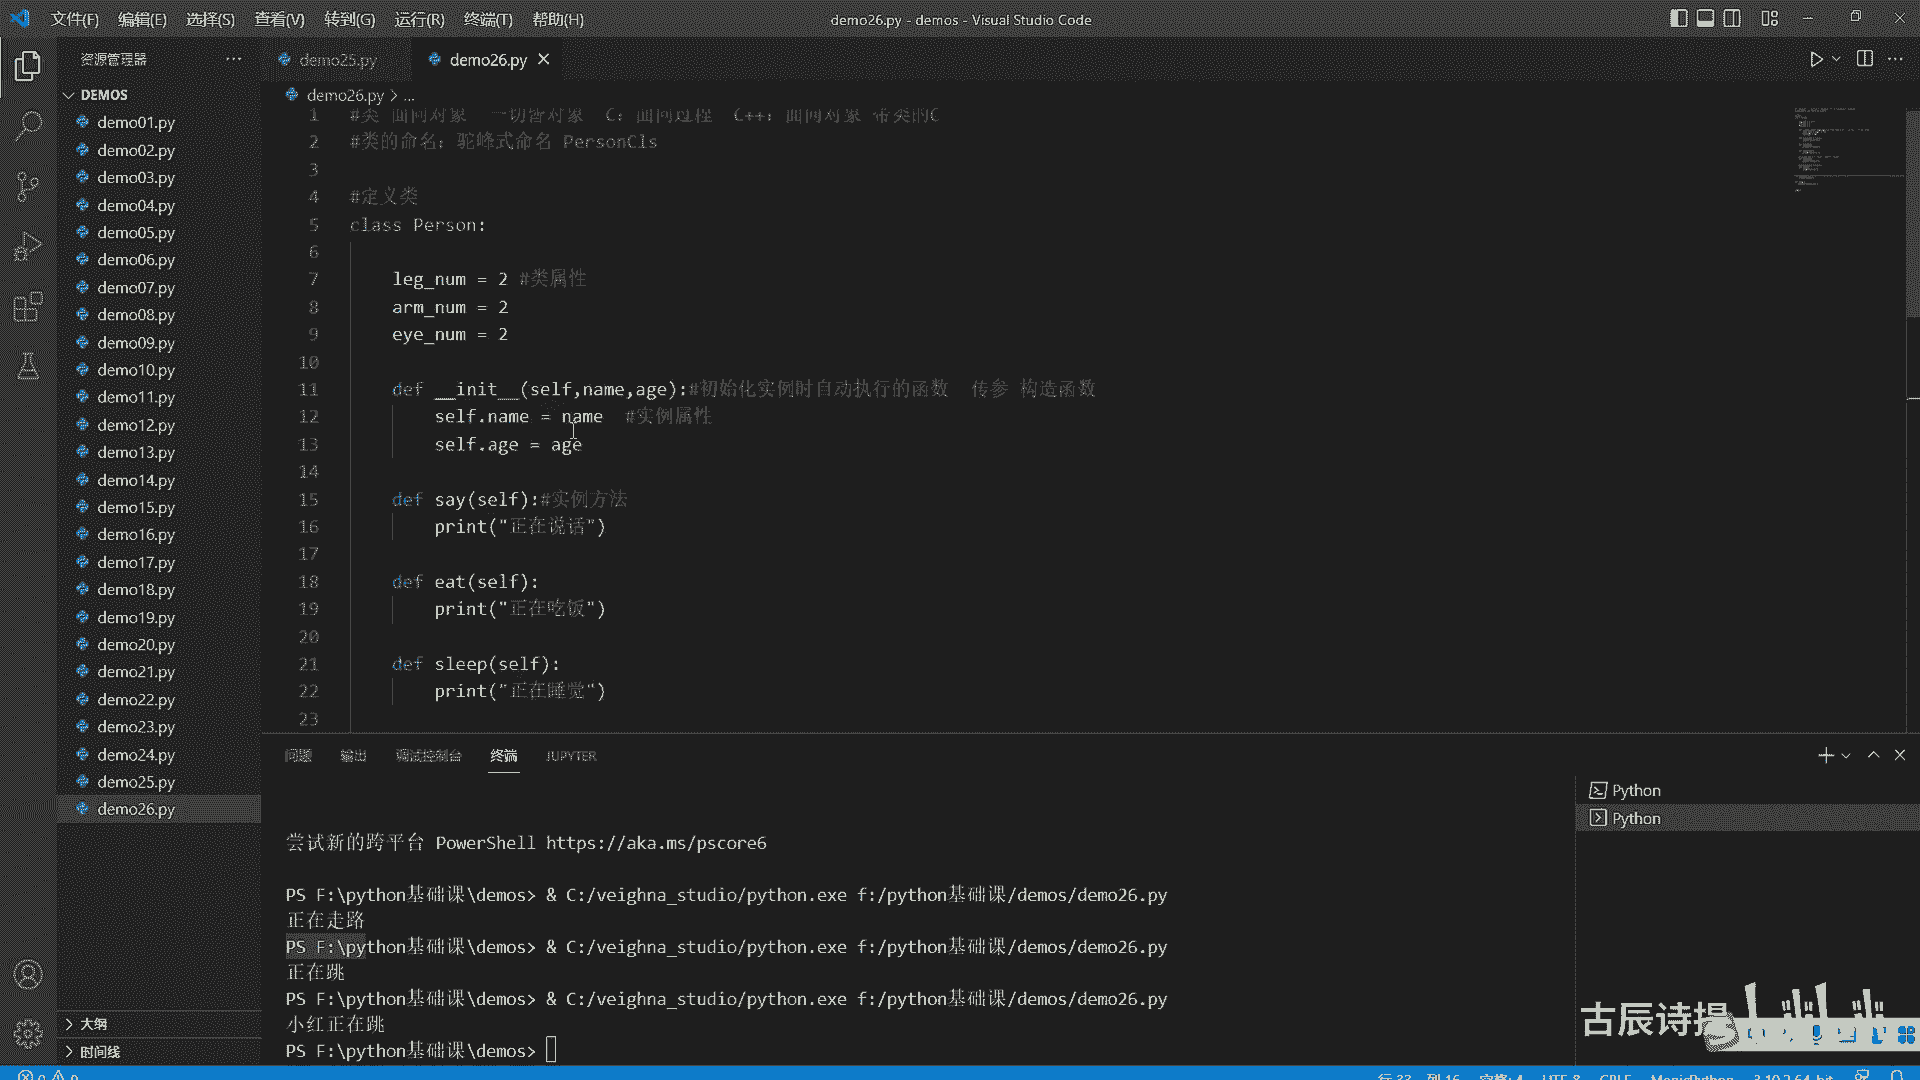 文件(F) 编辑(E) 选择(S) 查看(V) 转到(G) 运行(R) 终端(T) 帮助(H) demo26.py - demos - Visual Studio Code
资源管理器 demo25.py demo26.py
DEMOS
demo01.py
demo02.py
demo03.py
demo04.py
demo05.py
demo06.py
demo07.py
demo08.py
demo09.py
demo10.py
demo11.py
demo12.py
demo13.py
demo14.py
demo15.py
demo16.py
demo17.py
demo18.py
demo19.py
demo20.py
demo21.py
demo22.py
demo23.py
demo24.py
demo25.py
demo26.py
大纲
时间线
demo26.py > ...
1 #类 面向对象 一切皆对象 C：面向过程 C++：面向对象 带类的C
2 #类的命名：驼峰式命名 PersonCls
3
4 #定义类
5 class Person:
6
7 leg_num = 2 #类属性
8 arm_num = 2
9 eye_num = 2
10
11 def __init__(self,name,age):#初始化实例时自动执行的函数 传参 构造函数
12 self.name = name #实例属性
13 self.age = age
14
15 def say(self):#实例方法
16 print("正在说话")
17
18 def eat(self):
19 print("正在吃饭")
20
21 def sleep(self):
22 print("正在睡觉")
23
问题 输出 调试控制台 终端 JUPYTER
尝试新的跨平台 PowerShell https://aka.ms/pscore6
PS F:\python基础课\demos> & C:/veighna_studio/python.exe f:/python基础课/demos/demo26.py
正在走路
PS F:\python基础课\demos> & C:/veighna_studio/python.exe f:/python基础课/demos/demo26.py
正在跳
PS F:\python基础课\demos> & C:/veighna_studio/python.exe f:/python基础课/demos/demo26.py
小红正在跳
PS F:\python基础课\demos>
Python
Python
古辰诗提
行 33, 列 16 空格: 4 UTF-8 CRLF MagicPython 3.10.2 64-bit